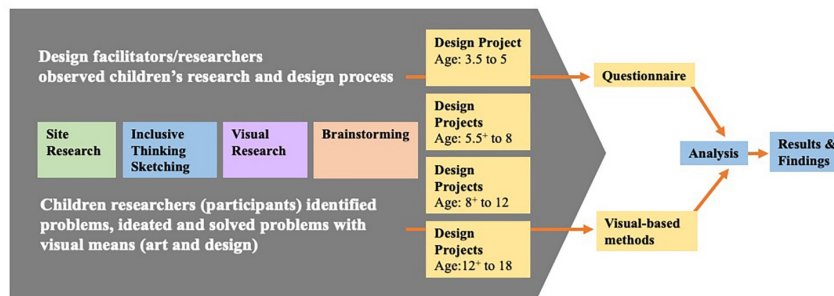 Design facilitators/researchers
observed children's research and design process
Site
Research
Inclusive
Thinking
Sketching
Visual
Research
Brainstorming
Children researchers (participants) identified
problems, ideated and solved problems with
visual means (art and design)
Design Project
Age: 3.5 to 5
Design
Projects
Age: 5.5⁺ to 8
Design
Projects
Age: 8⁺ to 12
Design
Projects
Age:12⁺ to 18
Questionnaire
Visual-based
methods
Analysis
Results &
Findings